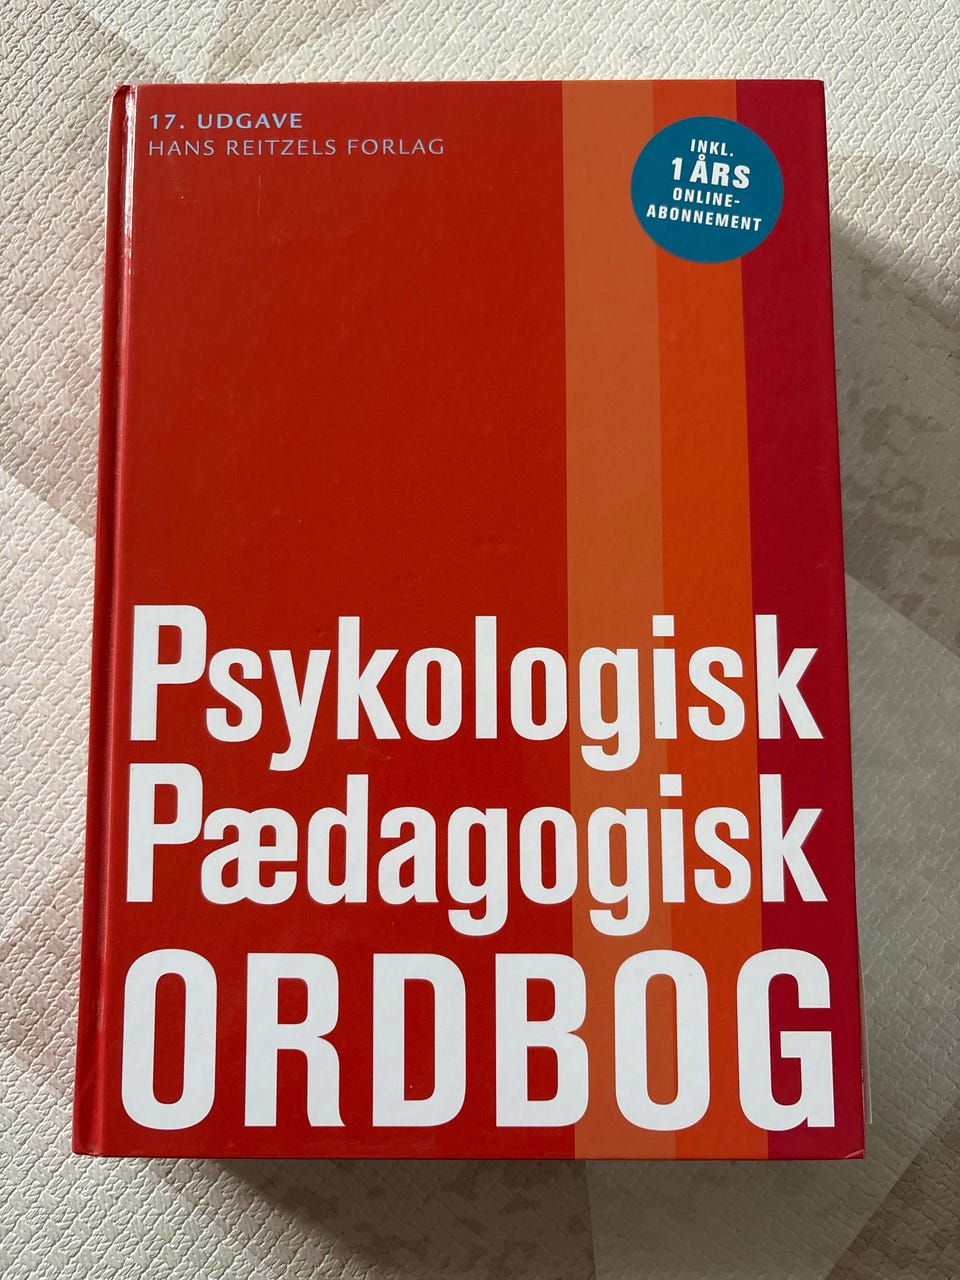 17. UDGAVE
HANS REITZELS FORLAG
INKL.
1 ÅRS
ONLINE-
ABONNEMENT
Psykologisk
Pædagogisk
ORDBOG